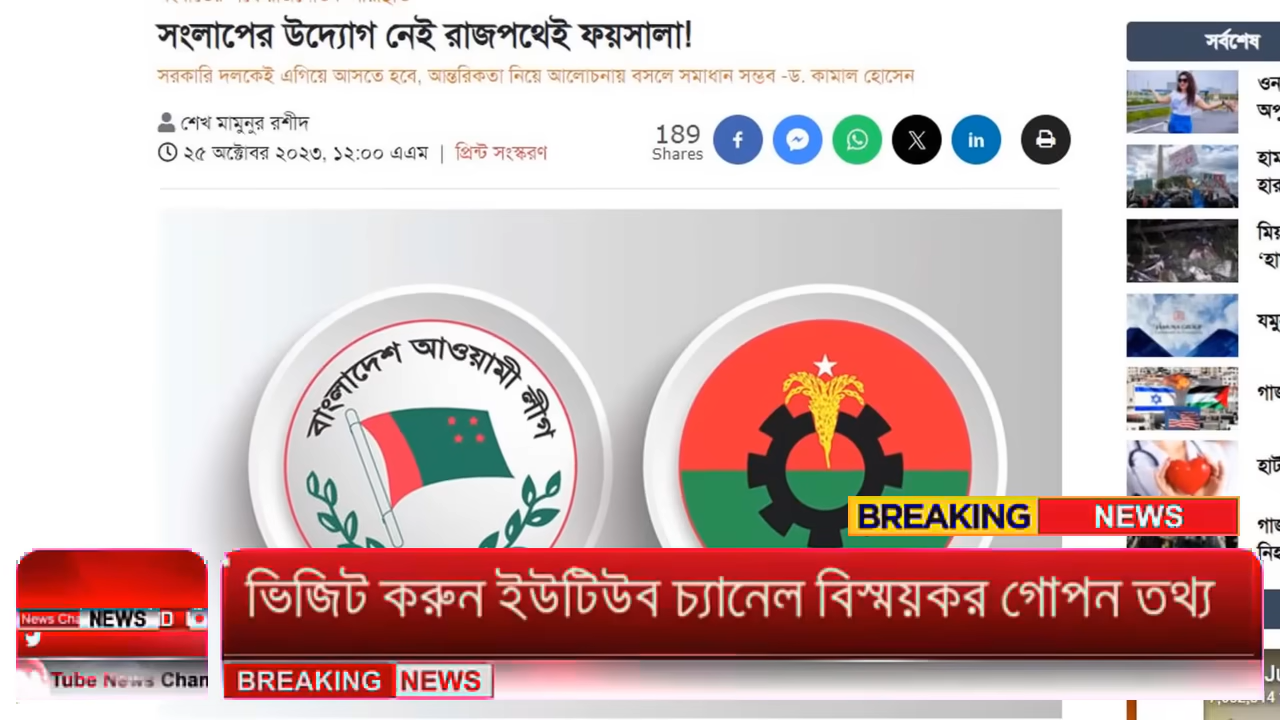 সংলাপের উদ্যোগ নেই রাজপথেই ফয়সালা!
সরকারি দলকেই এগিয়ে আসতে হবে, আন্তরিকতা নিয়ে আলোচনায় বসলে সমাধান সম্ভব -ড. কামাল হোসেন
শেখ মামুনুর রশীদ
২৫ অক্টোবর ২০২৩, ১২:০০ এএম | প্রিন্ট সংস্করণ
189
Shares
সর্বশেষ
বাংলাদেশ আওয়ামী লীগ
BREAKING NEWS
ভিজিট করুন ইউটিউব চ্যানেল বিস্ময়কর গোপন তথ্য
News Cha NEWS
Tube News Chan
BREAKING NEWS